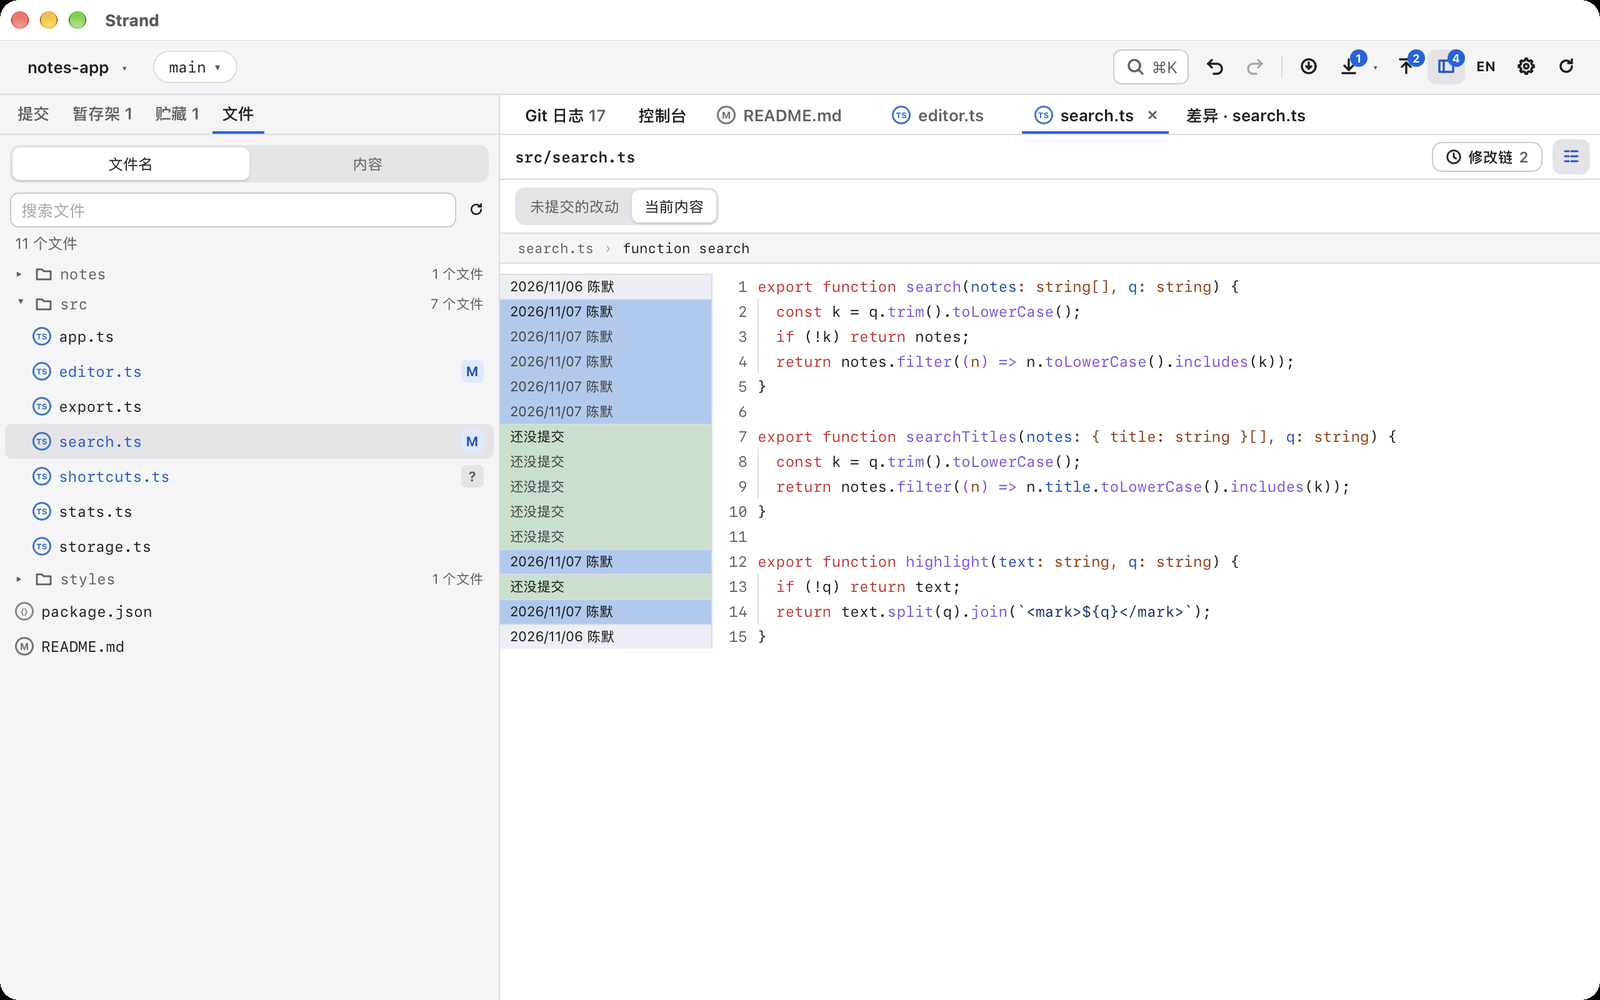 Strand
notes-app
main
⌘K
1
2
4
EN
提交 暂存架 1 贮藏 1 文件
文件名 内容
搜索文件
11 个文件
notes 1 个文件
src 7 个文件
TS app.ts
TS editor.ts M
TS export.ts
TS search.ts M
TS shortcuts.ts ?
TS stats.ts
TS storage.ts
styles 1 个文件
{} package.json
M README.md
Git 日志 17 控制台 M README.md TS editor.ts TS search.ts × 差异 · search.ts
src/search.ts
修改链 2
未提交的改动 当前内容
search.ts › function search
2026/11/06 陈默 1 export function search(notes: string[], q: string) {
2026/11/07 陈默 2 const k = q.trim().toLowerCase();
2026/11/07 陈默 3 if (!k) return notes;
2026/11/07 陈默 4 return notes.filter((n) => n.toLowerCase().includes(k));
2026/11/07 陈默 5 }
2026/11/07 陈默 6
还没提交 7 export function searchTitles(notes: { title: string }[], q: string) {
还没提交 8 const k = q.trim().toLowerCase();
还没提交 9 return notes.filter((n) => n.title.toLowerCase().includes(k));
还没提交 10 }
还没提交 11
2026/11/07 陈默 12 export function highlight(text: string, q: string) {
还没提交 13 if (!q) return text;
2026/11/07 陈默 14 return text.split(q).join(`<mark>${q}</mark>`);
2026/11/06 陈默 15 }